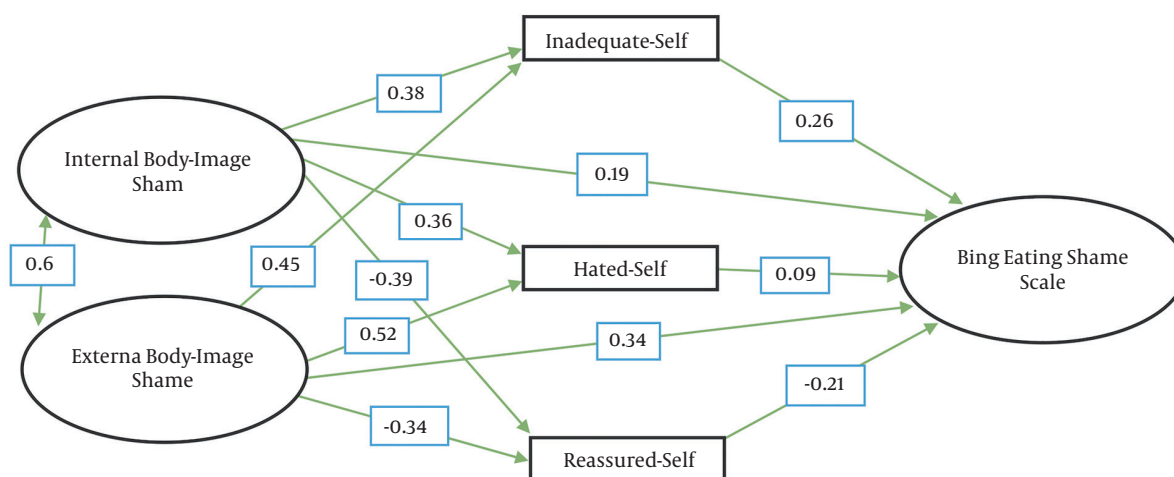 Inadequate-Self
0.38
0.26
Internal Body-Image
Sham
0.19
0.36
0.6
0.45
-0.39
Hated-Self
0.09
Bing Eating Shame
Scale
0.52
0.34
Externa Body-Image
Shame
-0.21
-0.34
Reassured-Self